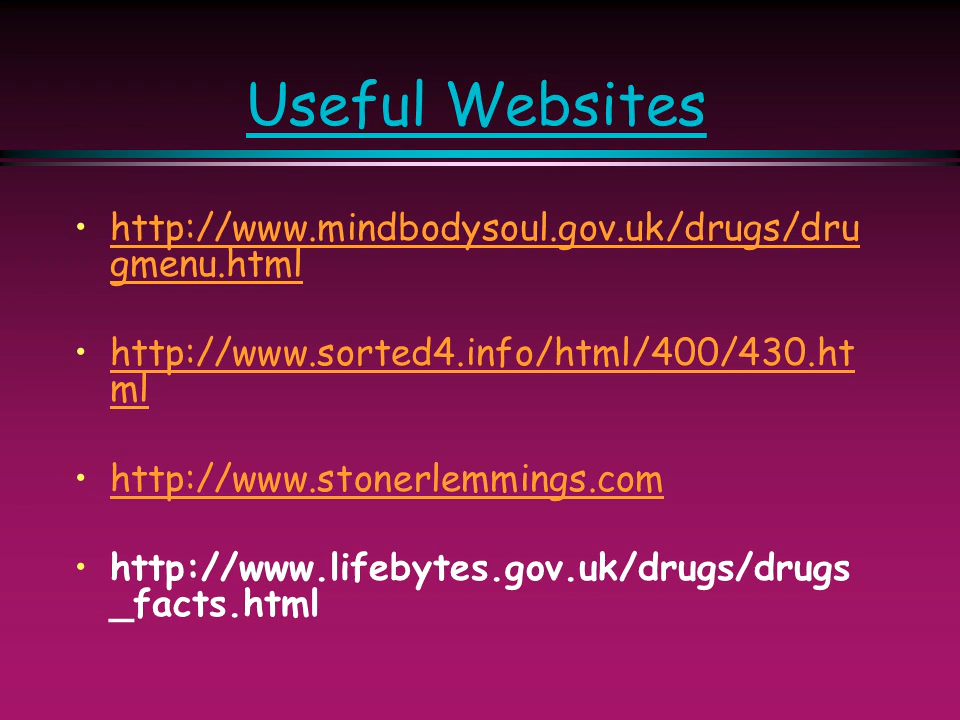 Useful Websites
• http://www.mindbodysoul.gov.uk/drugs/dru
gmenu.html
• http://www.sorted4.info/html/400/430.ht
ml
• http://www.stonerlemmings.com
• http://www.lifebytes.gov.uk/drugs/drugs
_facts.html